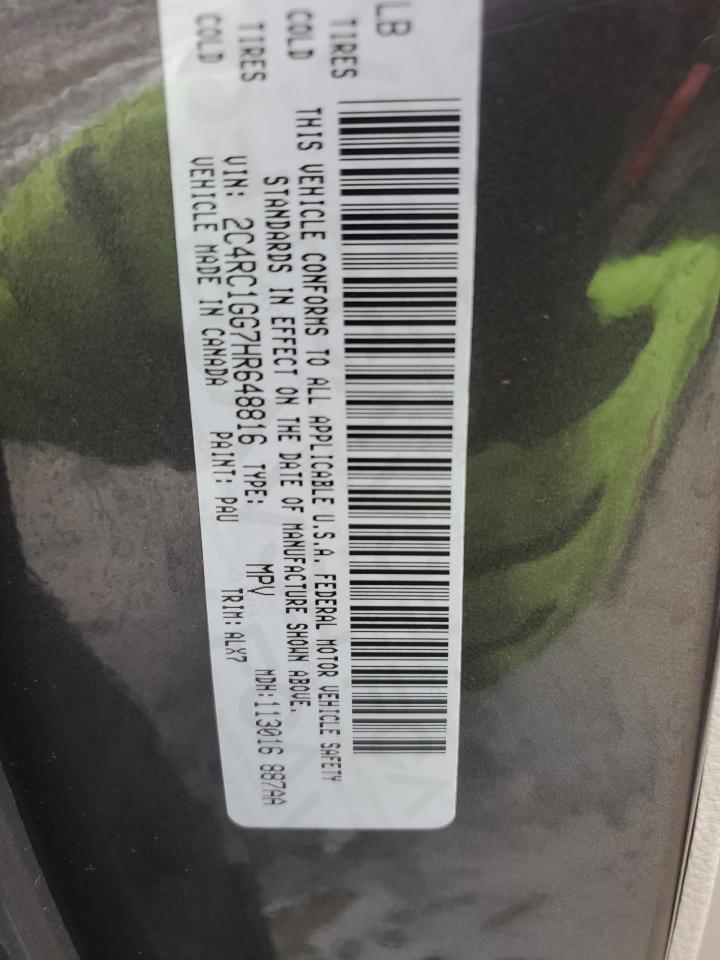 LB
TIRES COLD
TIRES COLD
THIS VEHICLE CONFORMS TO ALL APPLICABLE U.S.A. FEDERAL MOTOR VEHICLE SAFETY
STANDARDS IN EFFECT ON THE DATE OF MANUFACTURE SHOWN ABOVE.
VIN: 2C4RC1GG7HR648816 TYPE: MPV MDH:113016 887AA
VEHICLE MADE IN CANADA PAINT: PAU TRIM: ALX7